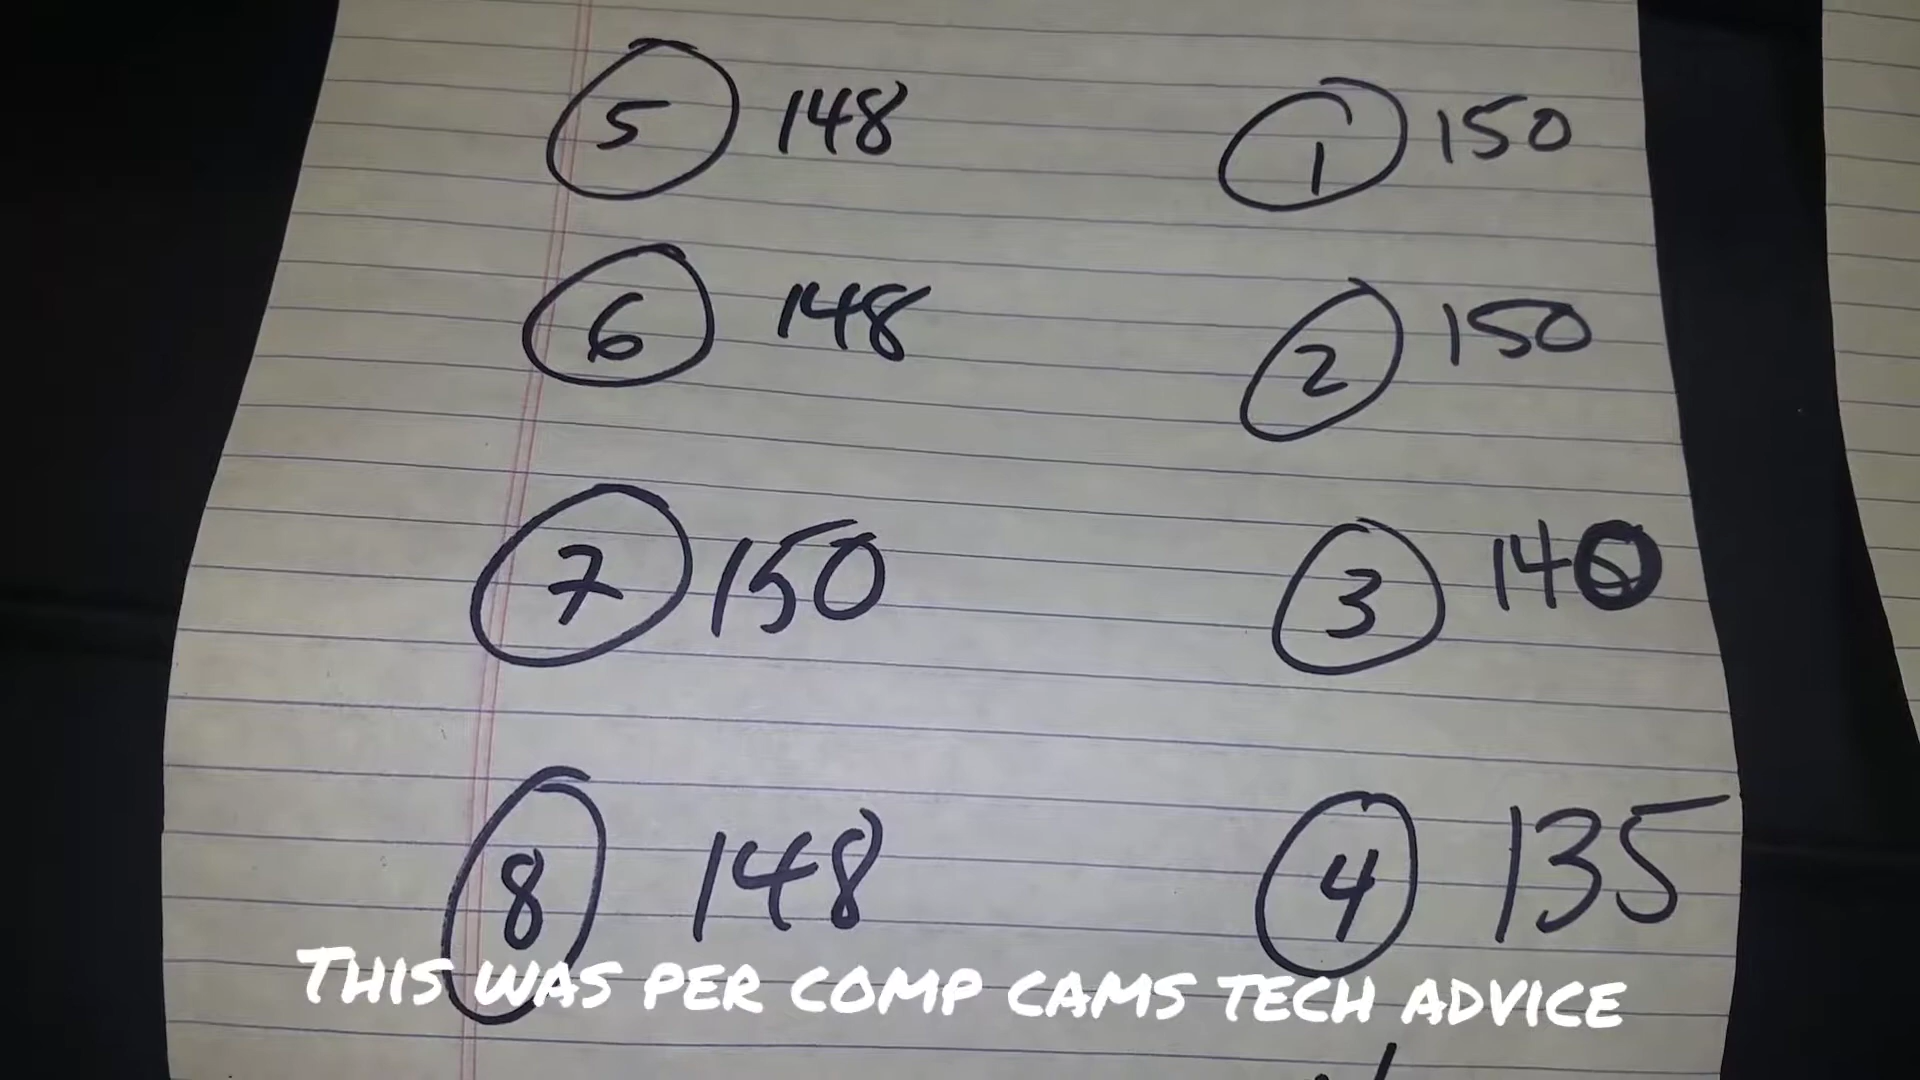 5 148 1 150
6 148 2 150
7 150 3 140
8 148 4 135
This was per comp cams tech advice